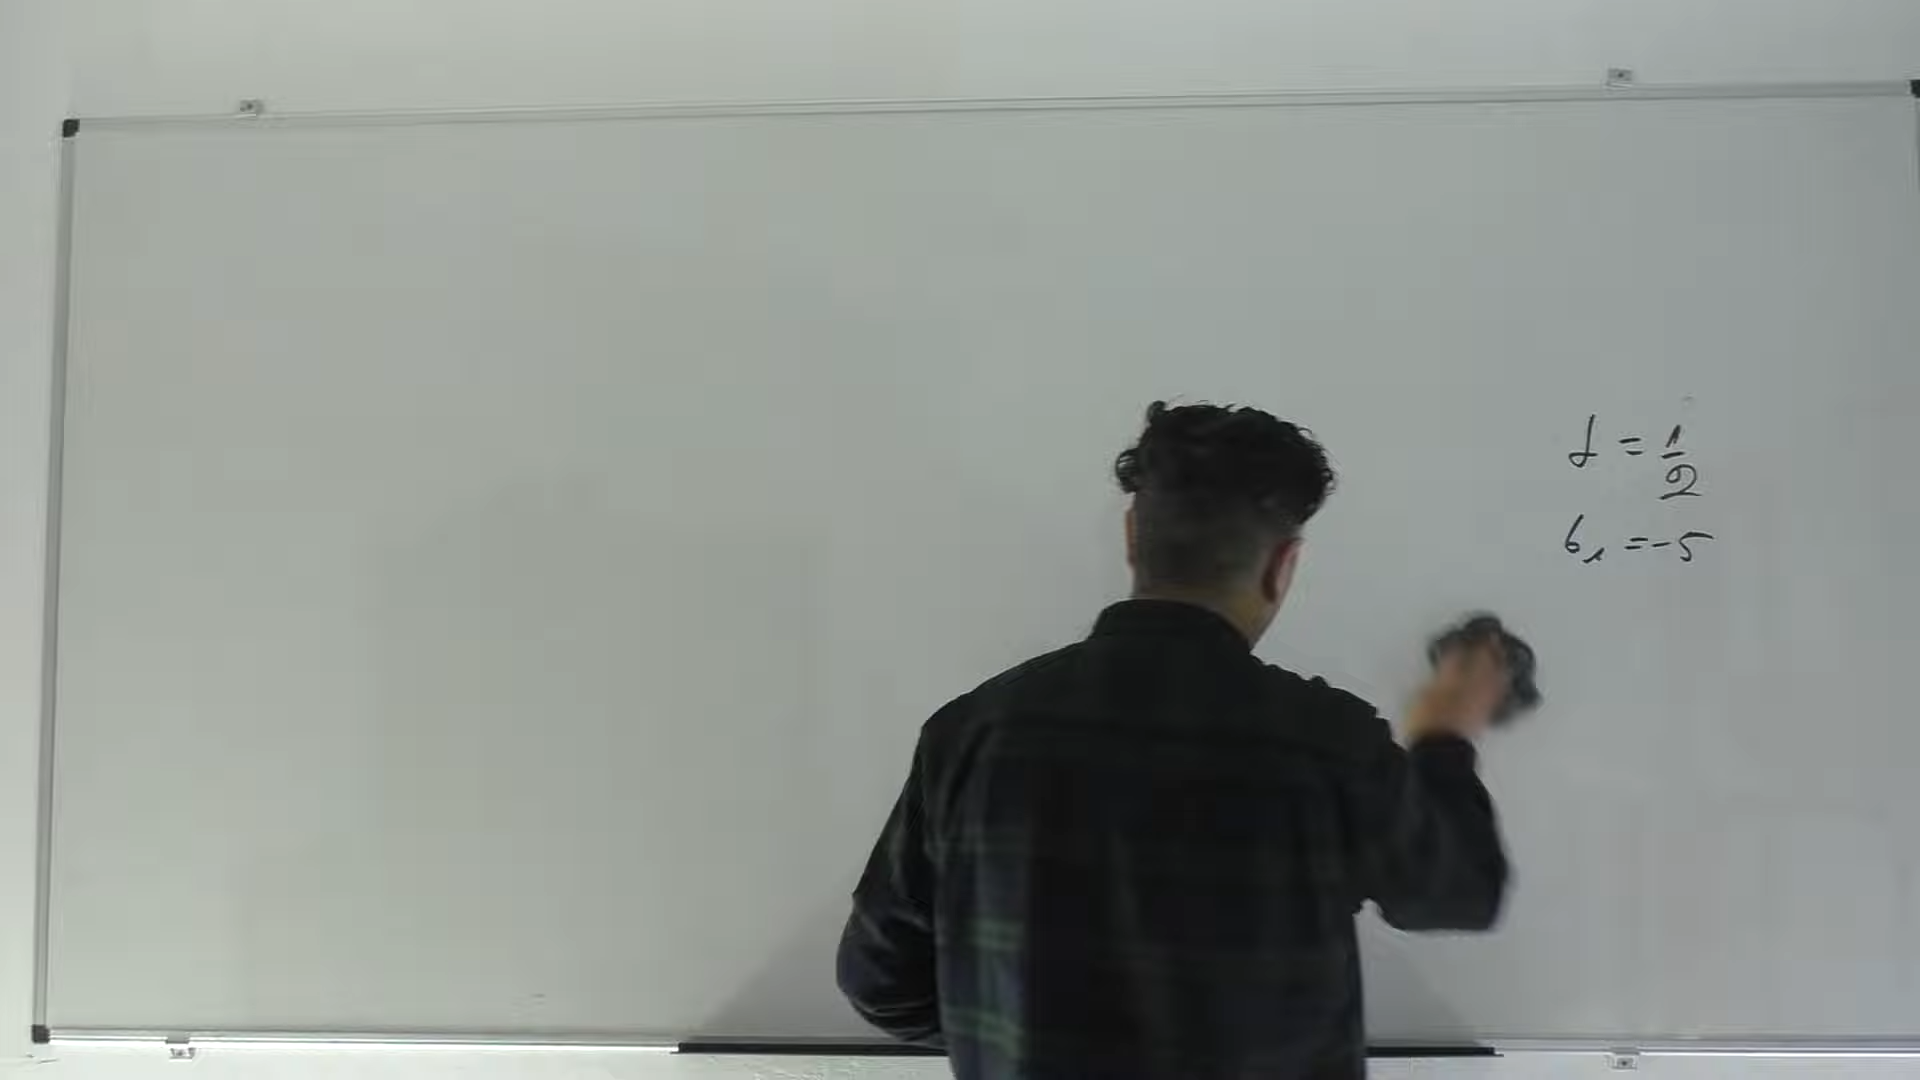 d = 1/2
b₁ = -5